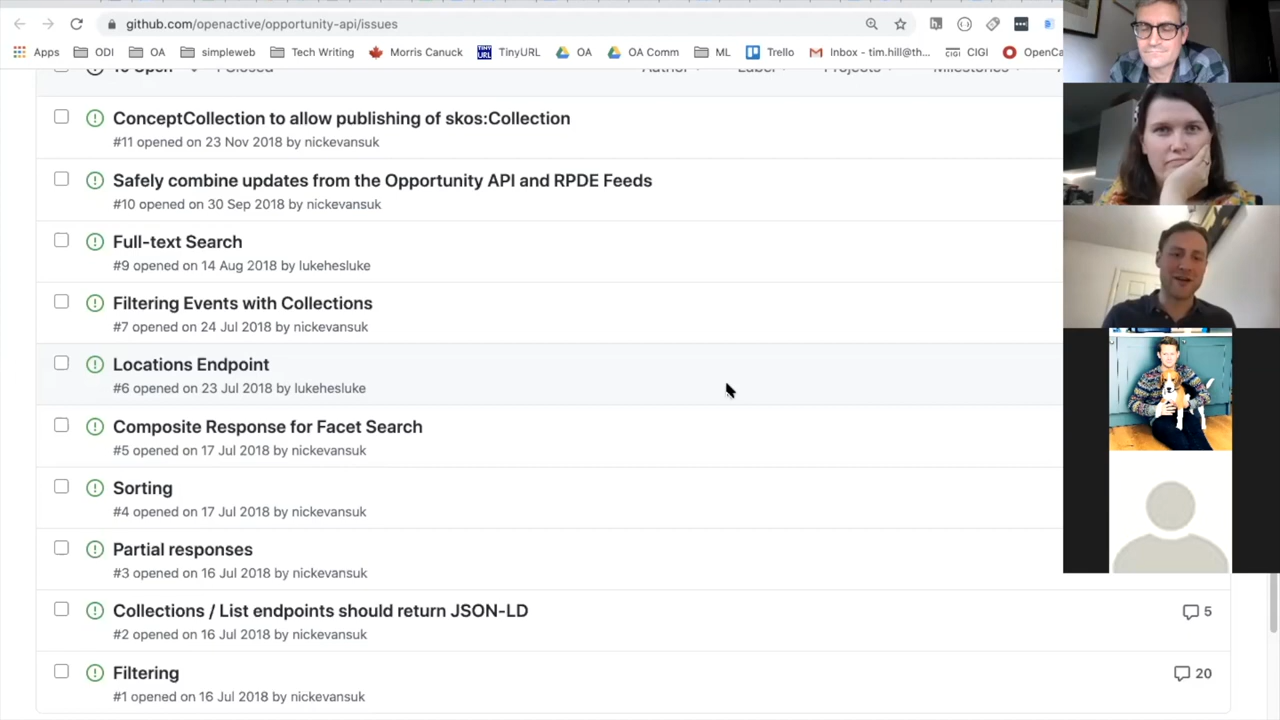 github.com/openactive/opportunity-api/issues
Apps ODI OA simpleweb Tech Writing Morris Canuck TinyURL OA OA Comm ML Trello Inbox - tim.hill@th... CIGI OpenCa
10 Open 1 Closed Author Label Projects Milestones
ConceptCollection to allow publishing of skos:Collection
#11 opened on 23 Nov 2018 by nickevansuk
Safely combine updates from the Opportunity API and RPDE Feeds
#10 opened on 30 Sep 2018 by nickevansuk
Full-text Search
#9 opened on 14 Aug 2018 by lukehesluke
Filtering Events with Collections
#7 opened on 24 Jul 2018 by nickevansuk
Locations Endpoint
#6 opened on 23 Jul 2018 by lukehesluke
Composite Response for Facet Search
#5 opened on 17 Jul 2018 by nickevansuk
Sorting
#4 opened on 17 Jul 2018 by nickevansuk
Partial responses
#3 opened on 16 Jul 2018 by nickevansuk
Collections / List endpoints should return JSON-LD
5
#2 opened on 16 Jul 2018 by nickevansuk
Filtering
20
#1 opened on 16 Jul 2018 by nickevansuk